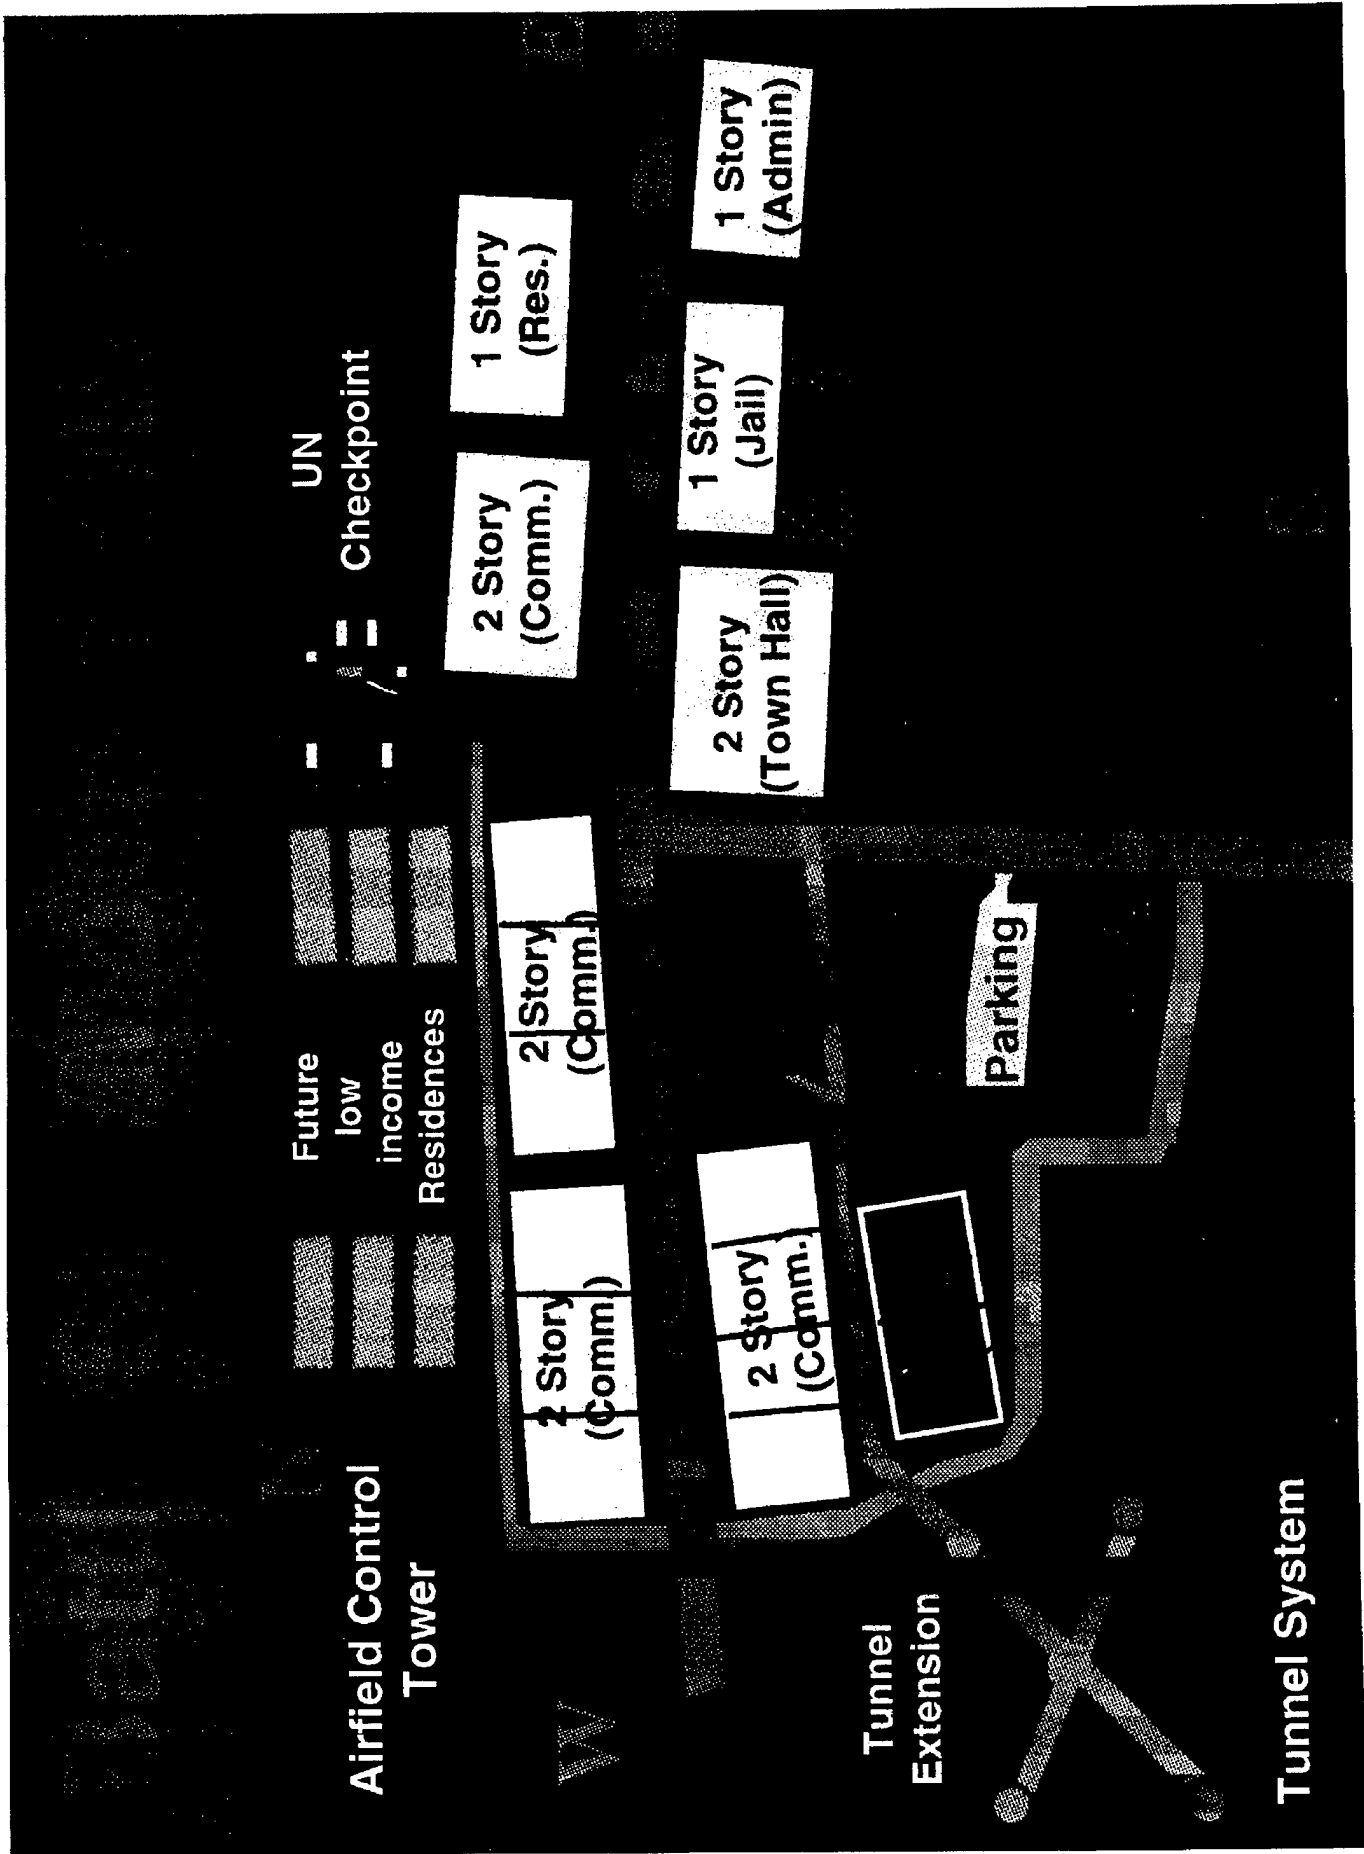 UN
Checkpoint
Future
low
income
Residences
Airfield Control
Tower
1 Story
(Res.)
2 Story
(Comm.)
2 Story
(Comm.)
2 Story
(Comm.)
1 Story
(Admin)
1 Story
(Jail)
2 Story
(Town Hall)
2 Story
(Comm.)
Parking
W
Tunnel
Extension
Tunnel System